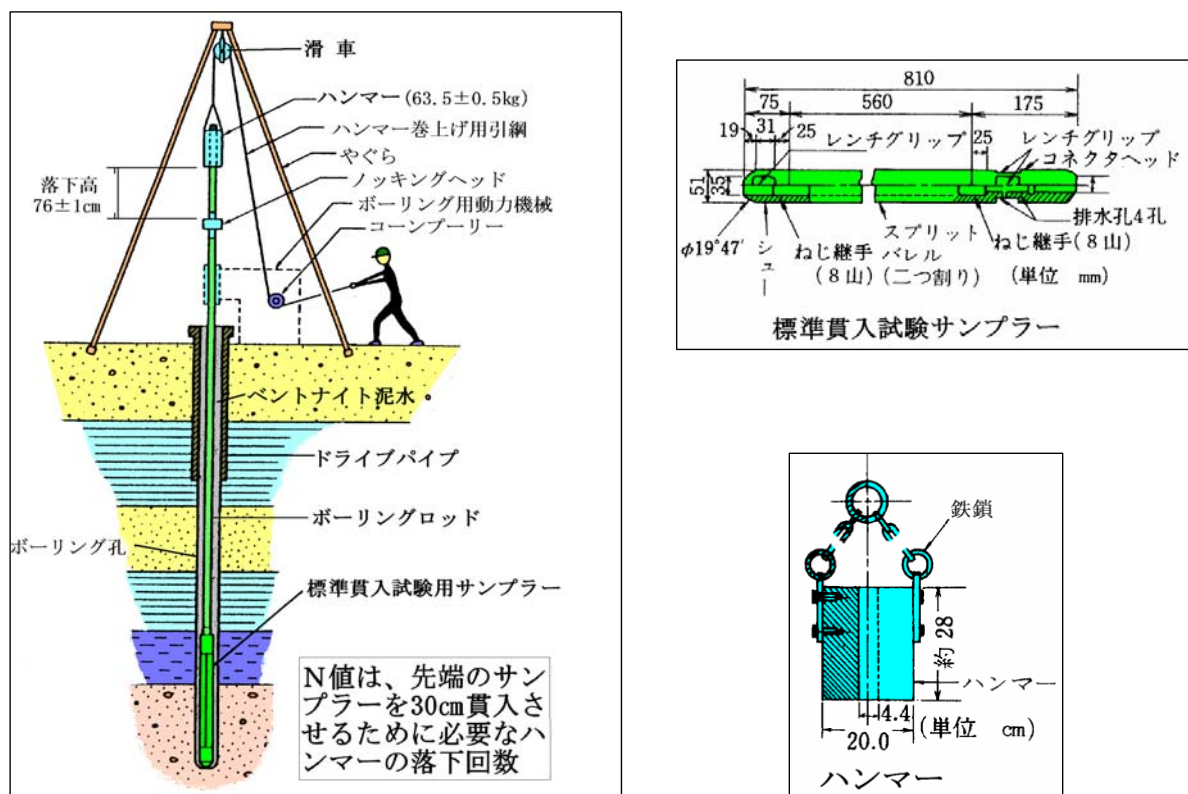 滑車
ハンマー(63.5±0.5kg)
ハンマー巻上げ用引綱
やぐら
落下高
76±1cm
ノッキングヘッド
ボーリング用動力機械
コーンプーリー
ベントナイト泥水
ドライブパイプ
ボーリングロッド
ボーリング孔
標準貫入試験用サンプラー
N値は、先端のサン
プラーを30cm貫入さ
せるために必要なハ
ンマーの落下回数
810
75
560
175
19
31
25
レンチグリップ
25
レンチグリップ
コネクタヘッド
51
35
排水孔4孔
φ19°47′
シュー
ねじ継手
(8山)
スプリット
バレル
(二つ割り)
ねじ継手(8山)
(単位 mm)
標準貫入試験サンプラー
鉄鎖
約28
ハンマー
4.4
20.0
(単位 cm)
ハンマー